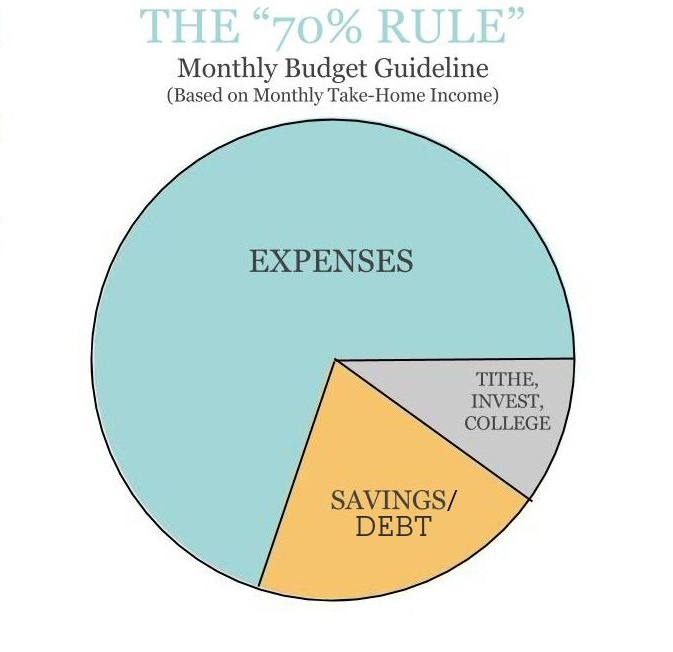 THE “70% RULE”
Monthly Budget Guideline
(Based on Monthly Take-Home Income)
EXPENSES
TITHE,
INVEST,
COLLEGE
SAVINGS/
DEBT